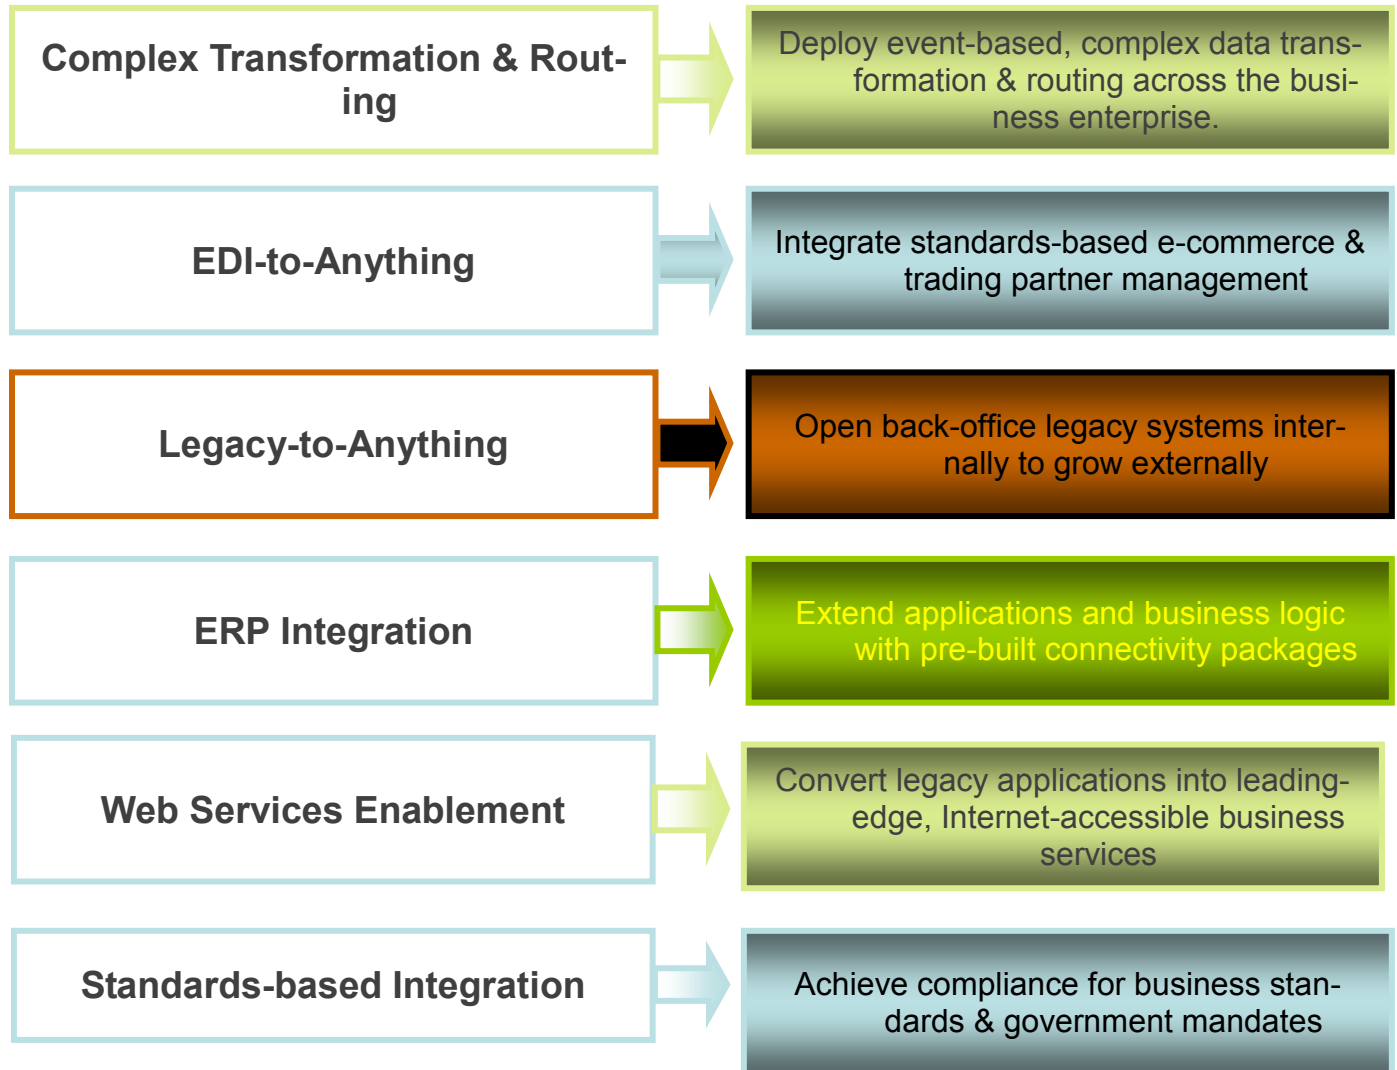 Complex Transformation & Rout-
ing
Deploy event-based, complex data trans-
formation & routing across the busi-
ness enterprise.
EDI-to-Anything
Integrate standards-based e-commerce &
trading partner management
Legacy-to-Anything
Open back-office legacy systems inter-
nally to grow externally
ERP Integration
Extend applications and business logic
with pre-built connectivity packages
Web Services Enablement
Convert legacy applications into leading-
edge, Internet-accessible business
services
Standards-based Integration
Achieve compliance for business stan-
dards & government mandates